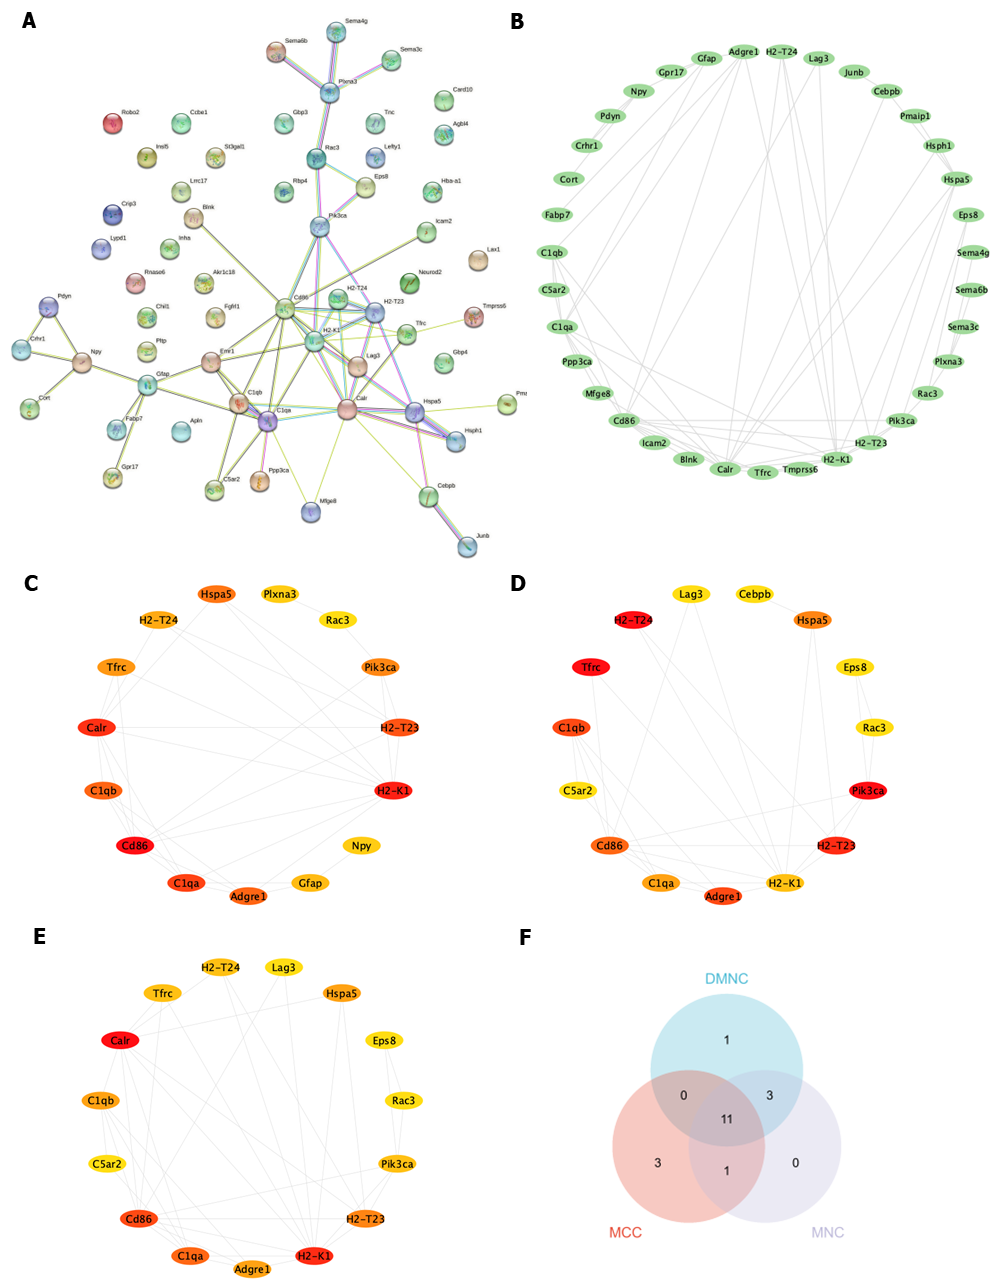 A
Sema4g
Sema6b
Sema3c
Plxna3
Card10
Robo2
Ccbe1
Gbp3
Tnc
Agbl4
Insl5
St3gal1
Rac3
Lefty1
Lrrc17
Rbp4
Eps8
Hba-a1
Crip3
Blnk
Pik3ca
Icam2
Lypd1
Inha
Lax1
Rnase6
Akr1c18
H2-T24
Neurod2
Pdyn
Cd86
H2-T23
Chil1
Fgfrl1
Tfrc
Tmprss6
Crhr1
Npy
Pltp
Emr1
H2-K1
Lag3
Gbp4
Gfap
Cort
C1qb
C1qa
Calr
Hspa5
Fabp7
Apln
Hsph1
Gpr17
C5ar2
Ppp3ca
Mfge8
Cebpb
Junb
B
Adgre1
H2-T24
Gfap
Lag3
Gpr17
Junb
Npy
Cebpb
Pdyn
Pmaip1
Crhr1
Hsph1
Cort
Hspa5
Fabp7
Eps8
C1qb
Sema4g
C5ar2
Sema6b
C1qa
Sema3c
Ppp3ca
Plxna3
Mfge8
Rac3
Cd86
Pik3ca
Icam2
H2-T23
Blnk
H2-K1
Calr
Tfrc
Tmprss6
C
Hspa5
Plxna3
H2-T24
Rac3
Tfrc
Pik3ca
Calr
H2-T23
C1qb
H2-K1
Cd86
Npy
C1qa
Gfap
Adgre1
D
Lag3
Cebpb
H2-T24
Hspa5
Tfrc
Eps8
C1qb
Rac3
C5ar2
Pik3ca
Cd86
H2-T23
C1qa
H2-K1
Adgre1
E
H2-T24
Lag3
Tfrc
Hspa5
Calr
Eps8
C1qb
Rac3
C5ar2
Pik3ca
Cd86
H2-T23
C1qa
H2-K1
Adgre1
F
DMNC
1
0
3
11
3
1
0
MCC
MNC